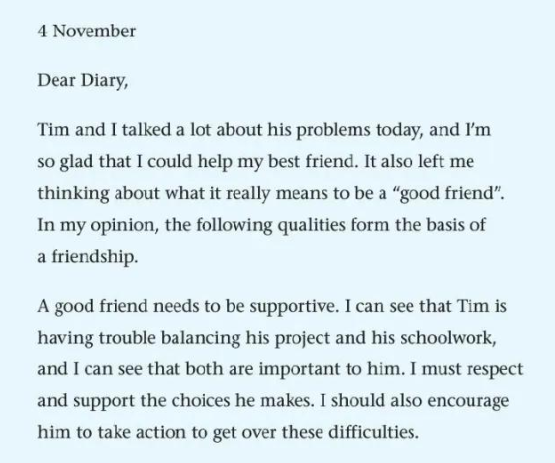 4 November
Dear Diary,
Tim and I talked a lot about his problems today, and I’m
so glad that I could help my best friend. It also left me
thinking about what it really means to be a “good friend”.
In my opinion, the following qualities form the basis of
a friendship.
A good friend needs to be supportive. I can see that Tim is
having trouble balancing his project and his schoolwork,
and I can see that both are important to him. I must respect
and support the choices he makes. I should also encourage
him to take action to get over these difficulties.